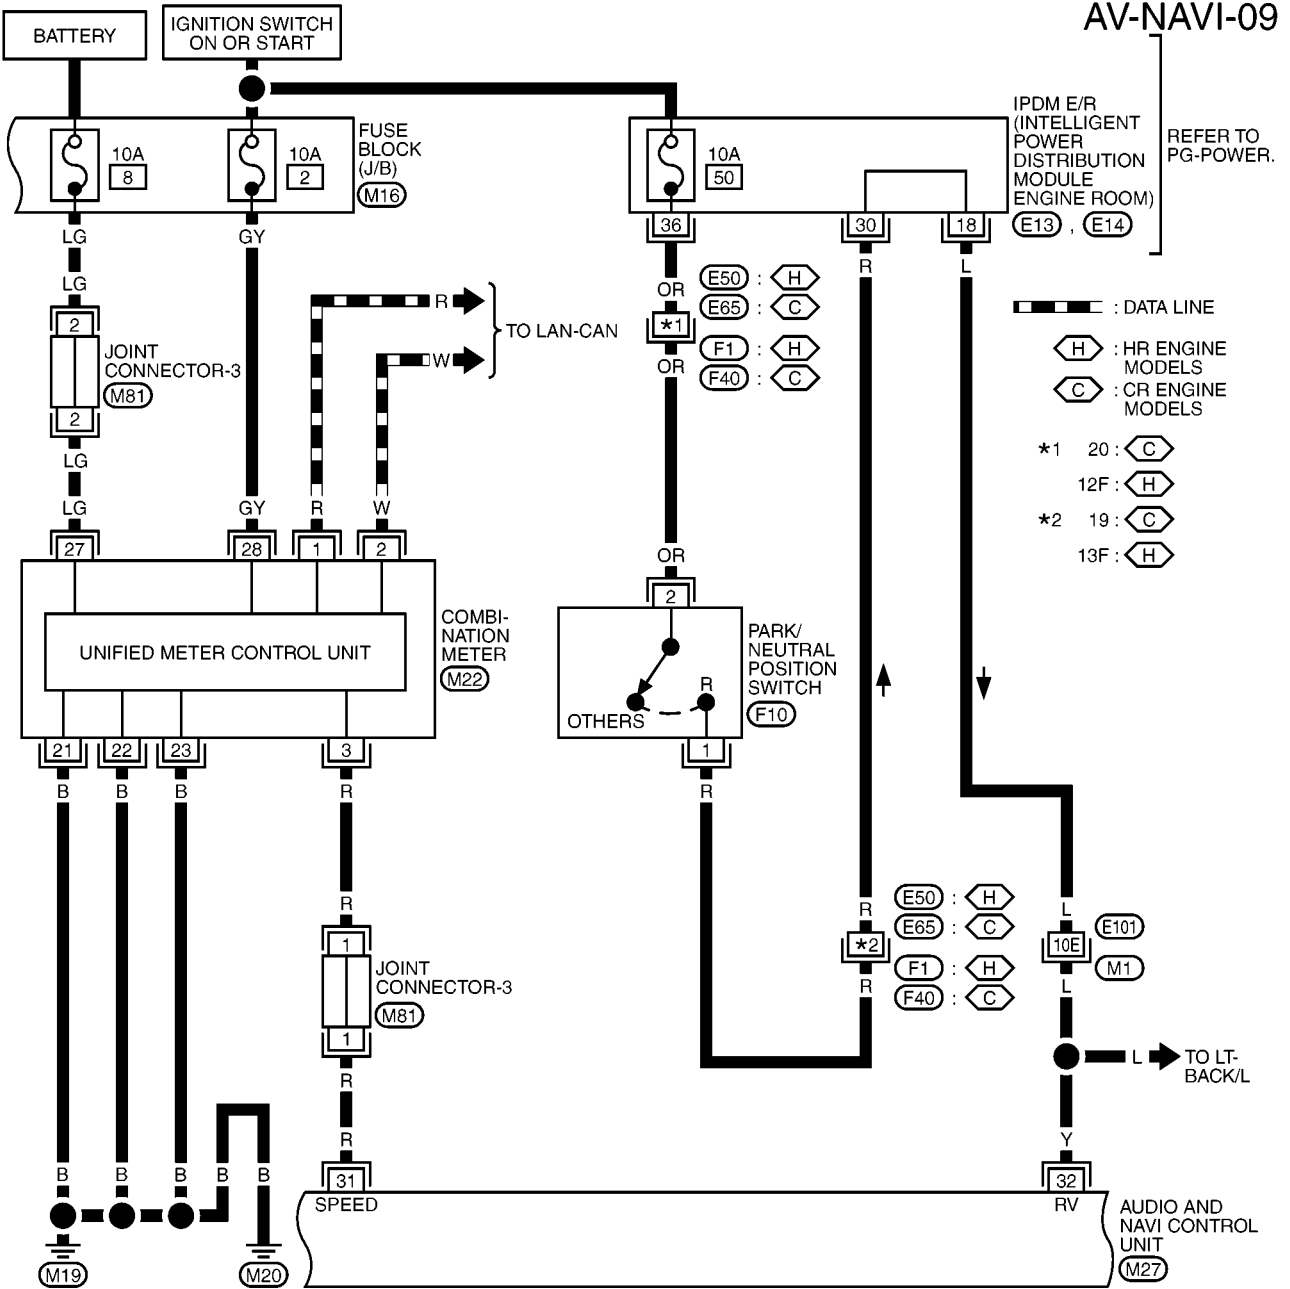 AV-NAVI-09
BATTERY
IGNITION SWITCH
ON OR START
10A
8
10A
2
FUSE
BLOCK
(J/B)
M16
10A
50
IPDM E/R
(INTELLIGENT
POWER
DISTRIBUTION
MODULE
ENGINE ROOM)
E13 , E14
REFER TO
PG-POWER.
36
30
18
LG
GY
R
L
LG
OR
E50 : H
E65 : C
*1
F1 : H
F40 : C
OR
R
W
TO LAN-CAN
: DATA LINE
H : HR ENGINE
MODELS
C : CR ENGINE
MODELS
*1 20 : C
12F : H
*2 19 : C
13F : H
2
JOINT
CONNECTOR-3
M81
2
LG
LG
GY
R
W
27
28
1
2
UNIFIED METER CONTROL UNIT
COMBI-
NATION
METER
M22
OR
2
R
OTHERS
PARK/
NEUTRAL
POSITION
SWITCH
F10
21
22
23
3
1
B
B
B
R
R
R
1
JOINT
CONNECTOR-3
M81
1
R
R
R
E50 : H
E65 : C
*2
F1 : H
F40 : C
R
L
E101
10E
M1
L
L
TO LT-
BACK/L
Y
B
B
B
B
B
31
SPEED
32
RV
AUDIO AND
NAVI CONTROL
UNIT
M27
M19
M20